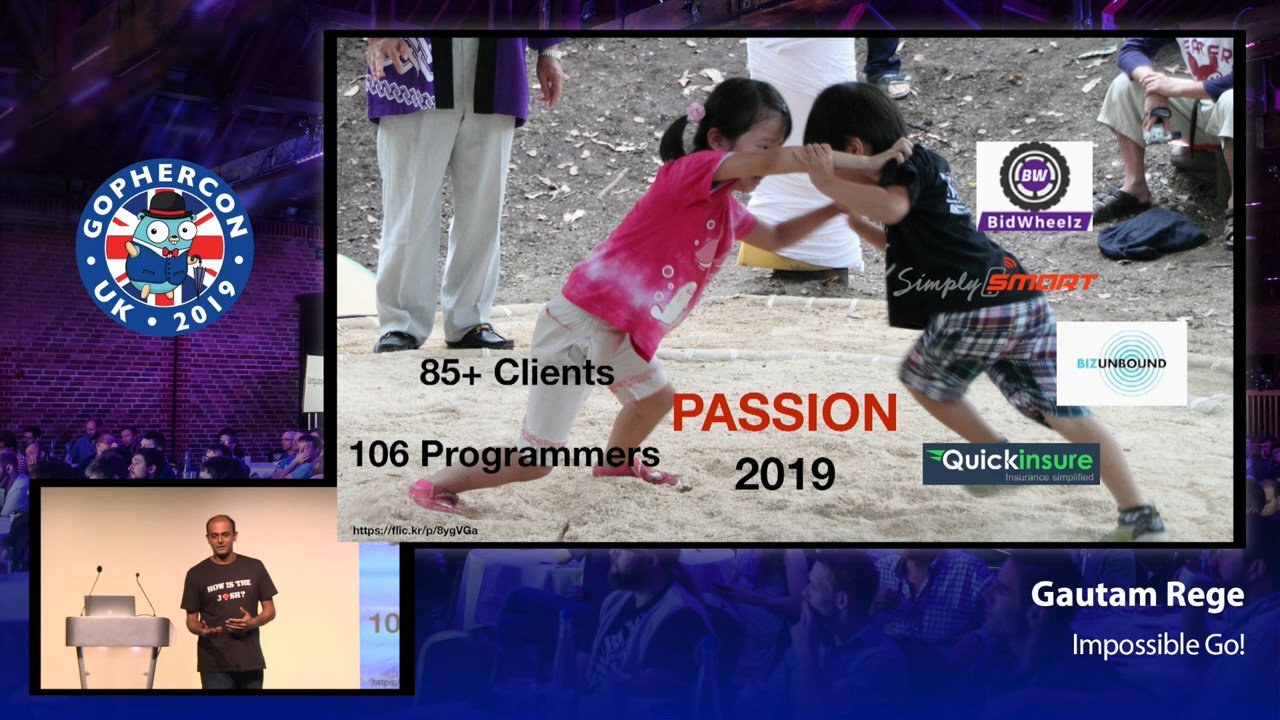 GOPHERCON
UK • 2019
BW
BidWheelz
Simply SMART
BIZUNBOUND
85+ Clients
PASSION
106 Programmers
2019
Quickinsure
Insurance simplified
https://flic.kr/p/8ygVGa
HOW IS THE
JOSH?
10
https:
Gautam Rege
Impossible Go!